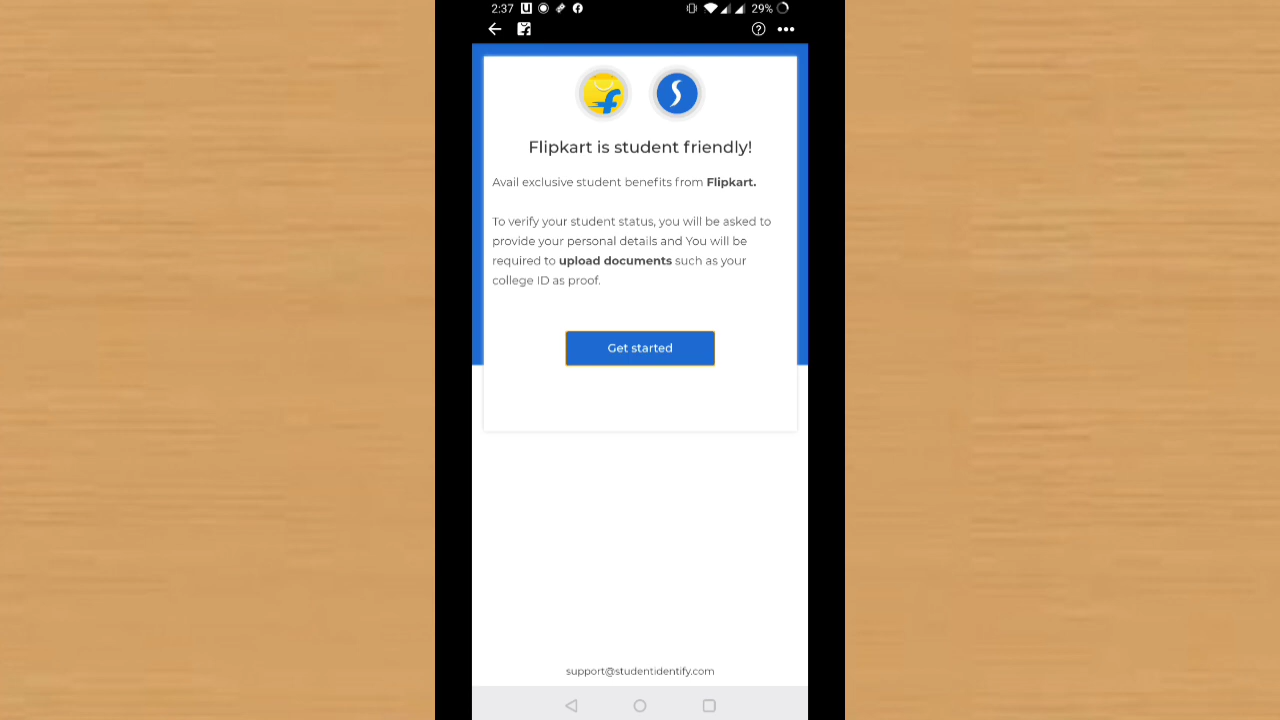 2:37
29%
Flipkart is student friendly!
Avail exclusive student benefits from Flipkart.
To verify your student status, you will be asked to
provide your personal details and You will be
required to upload documents such as your
college ID as proof.
Get started
support@studentidentify.com